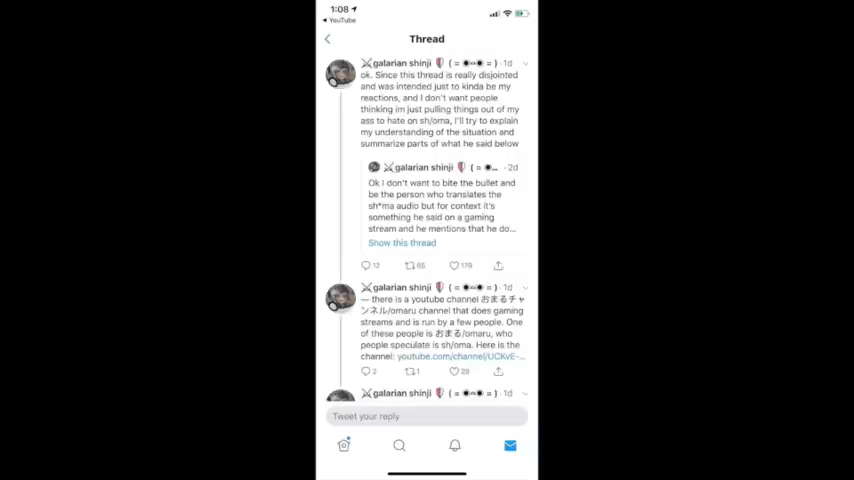 1:08
YouTube
Thread
galarian shinji ( = ◉ω◉ = ) · 1d
ok. Since this thread is really disjointed
and was intended just to kinda be my
reactions, and I don't want people
thinking im just pulling things out of my
ass to hate on sh/oma, I'll try to explain
my understanding of the situation and
summarize parts of what he said below
galarian shinji ( = ◉... · 2d
Ok I don't want to bite the bullet and
be the person who translates the
sh*ma audio but for context it's
something he said on a gaming
stream and he mentions that he do...
Show this thread
12 65 179
galarian shinji ( = ◉ω◉ = ) · 1d
— there is a youtube channel おまるチャ
ンネル/omaru channel that does gaming
streams and is run by a few people. One
of these people is おまる/omaru, who
people speculate is sh/oma. Here is the
channel: youtube.com/channel/UCKvE-...
2 1 29
galarian shinji ( = ◉ω◉ = ) · 1d
Tweet your reply